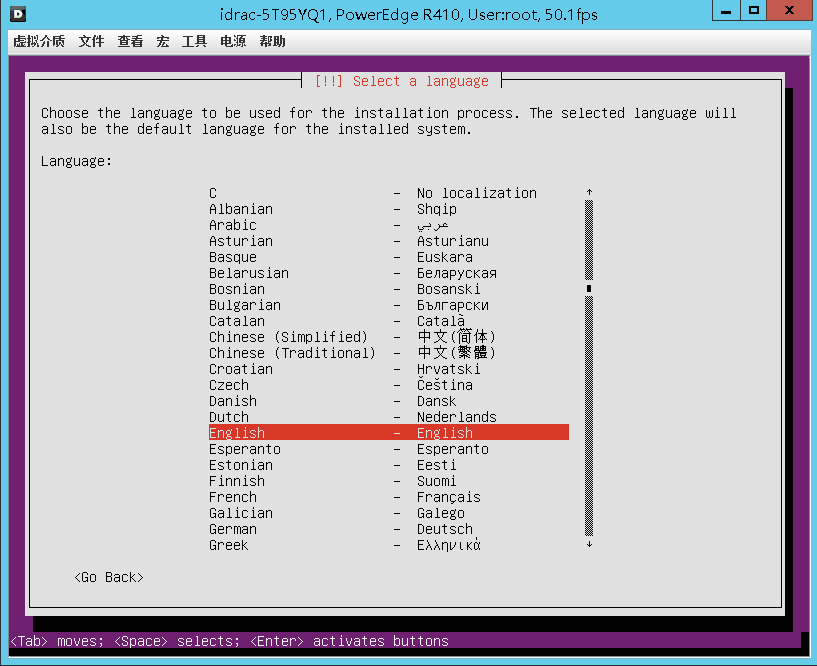 idrac-5T95YQ1, PowerEdge R410, User:root, 50.1fps
虚拟介质 文件 查看 宏 工具 电源 帮助
[!!] Select a language
Choose the language to be used for the installation process. The selected language will
also be the default language for the installed system.
Language:
C - No localization
Albanian - Shqip
Arabic - عربي
Asturian - Asturianu
Basque - Euskara
Belarusian - Беларуская
Bosnian - Bosanski
Bulgarian - Български
Catalan - Català
Chinese (Simplified) - 中文(简体)
Chinese (Traditional) - 中文(繁體)
Croatian - Hrvatski
Czech - Čeština
Danish - Dansk
Dutch - Nederlands
English - English
Esperanto - Esperanto
Estonian - Eesti
Finnish - Suomi
French - Français
Galician - Galego
German - Deutsch
Greek - Ελληνικά
<Go Back>
<Tab> moves; <Space> selects; <Enter> activates buttons